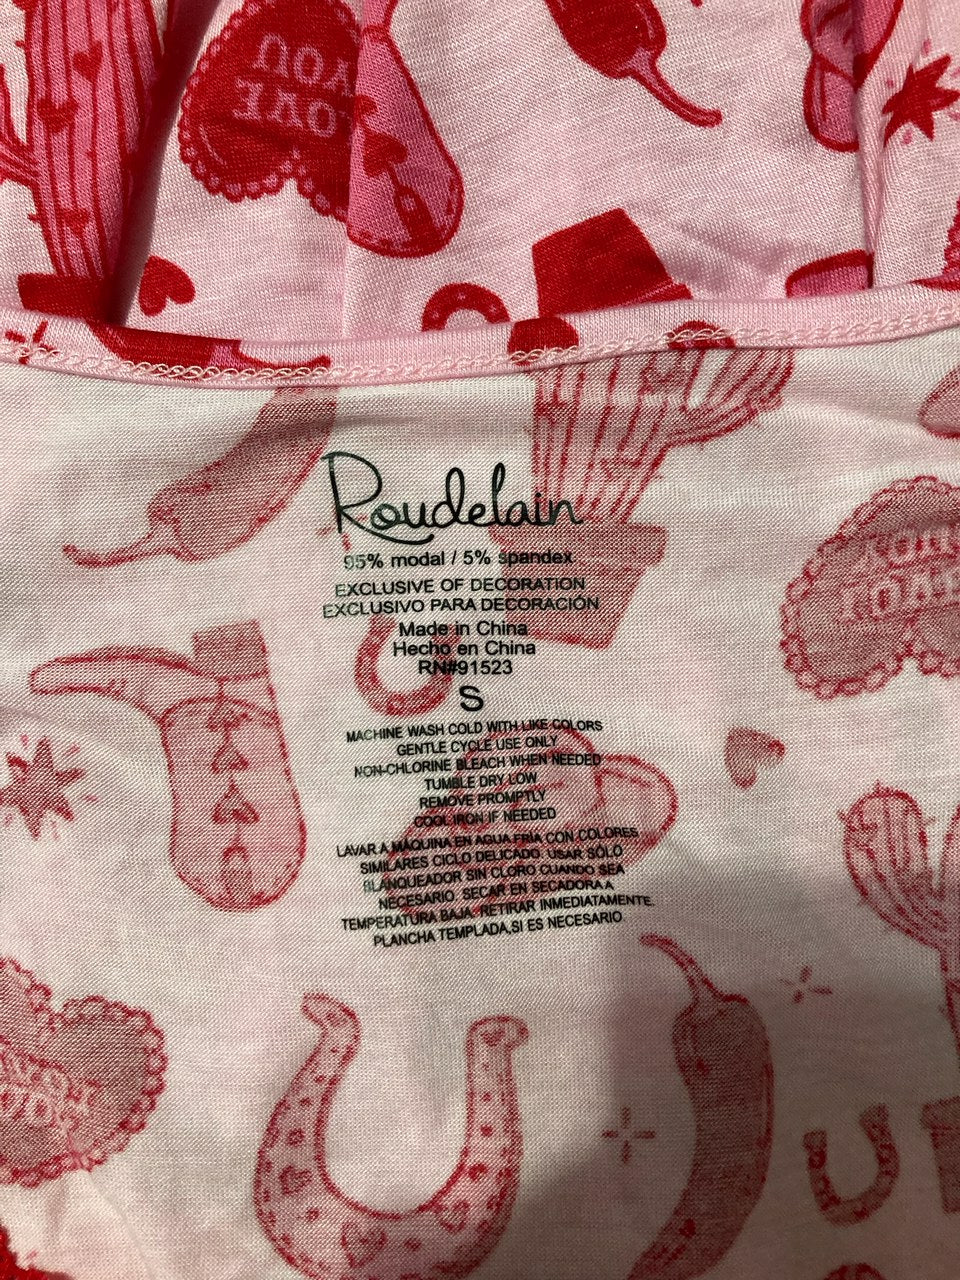 LOVE
YOU
Roudelain
95% modal / 5% spandex
EXCLUSIVE OF DECORATION
EXCLUSIVO PARA DECORACIÓN
Made in China
Hecho en China
RN#91523
S
MACHINE WASH COLD WITH LIKE COLORS
GENTLE CYCLE USE ONLY
NON-CHLORINE BLEACH WHEN NEEDED
TUMBLE DRY LOW
REMOVE PROMPTLY
COOL IRON IF NEEDED
LAVAR A MÁQUINA EN AGUA FRÍA CON COLORES
SIMILARES CICLO DELICADO. USAR SÓLO
BLANQUEADOR SIN CLORO CUANDO SEA
NECESARIO. SECAR EN SECADORA A
TEMPERATURA BAJA. RETIRAR INMEDIATAMENTE.
PLANCHA TEMPLADA,SI ES NECESARIO